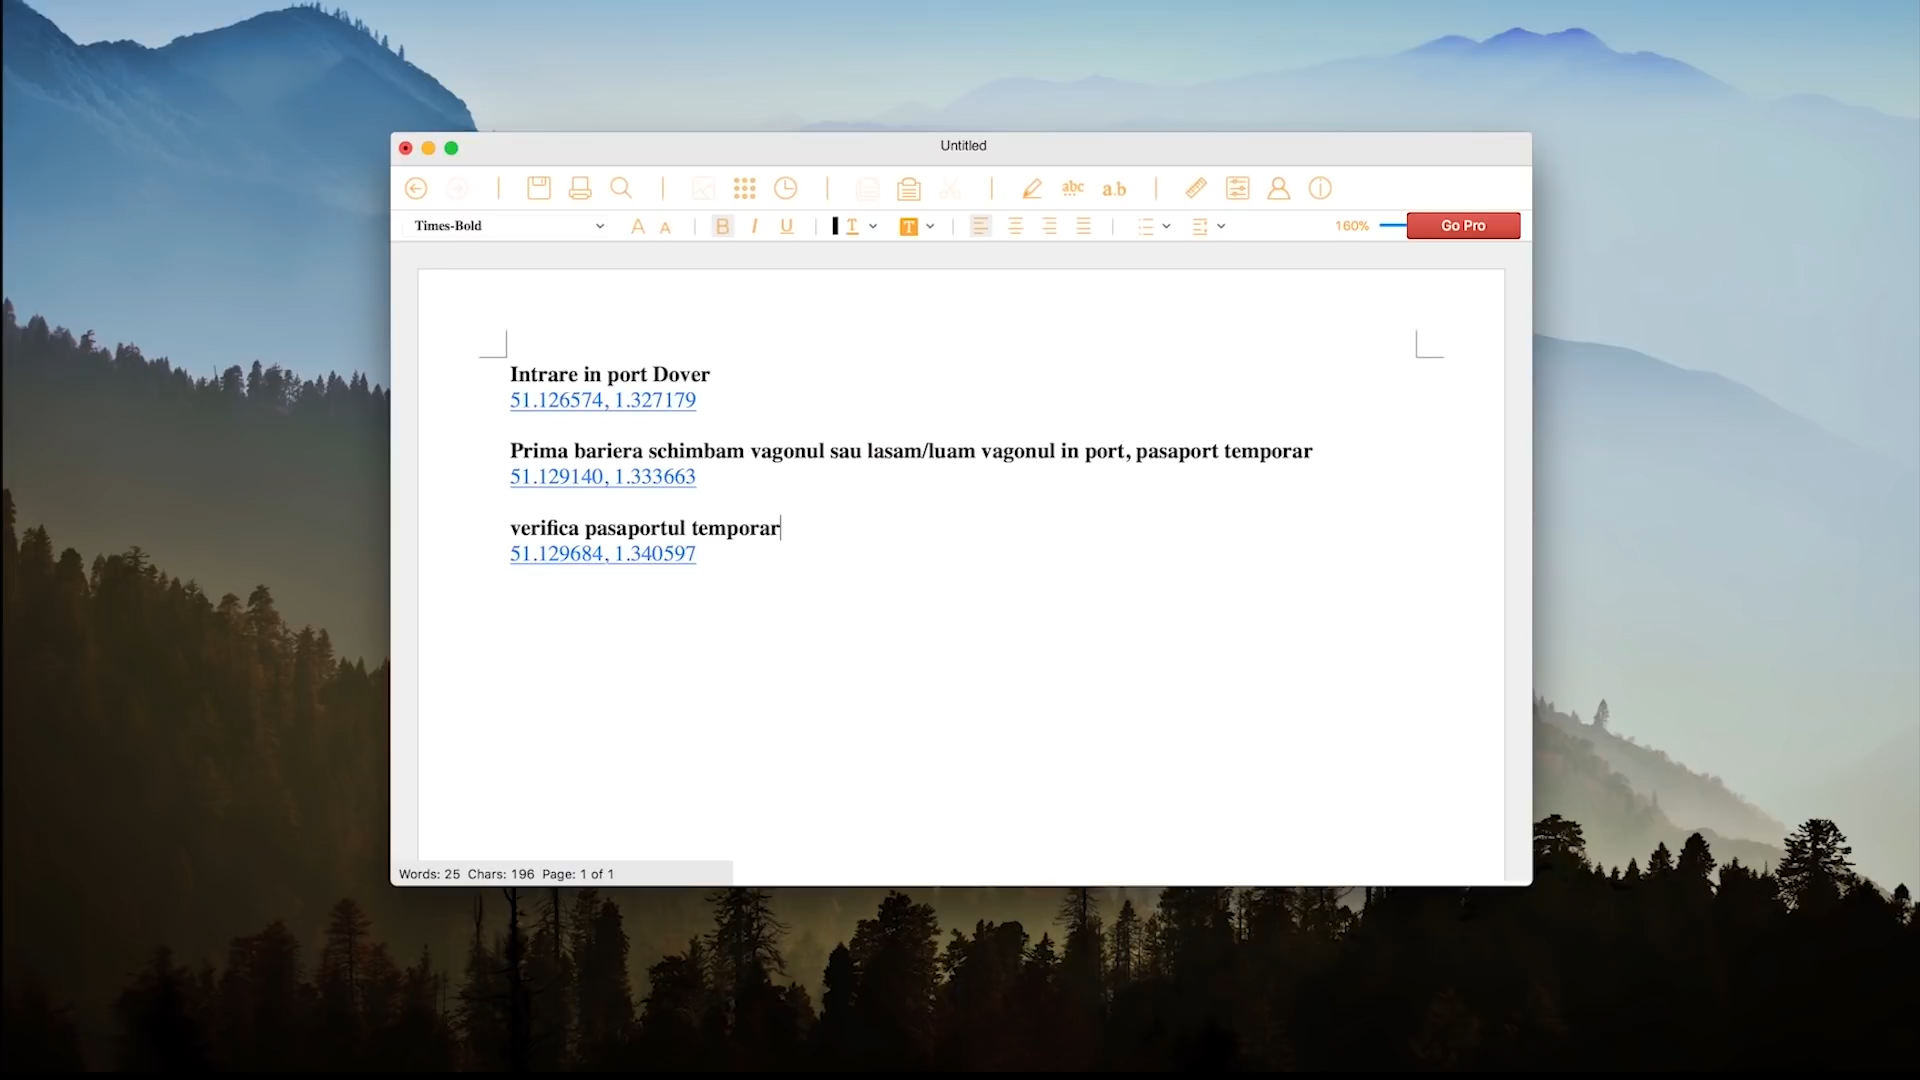 Untitled
abc
a.b
Times-Bold
A A
B I U
T
T
160%
Go Pro
Intrare in port Dover
51.126574, 1.327179
Prima bariera schimbam vagonul sau lasam/luam vagonul in port, pasaport temporar
51.129140, 1.333663
verifica pasaportul temporar
51.129684, 1.340597
Words: 25 Chars: 196 Page: 1 of 1